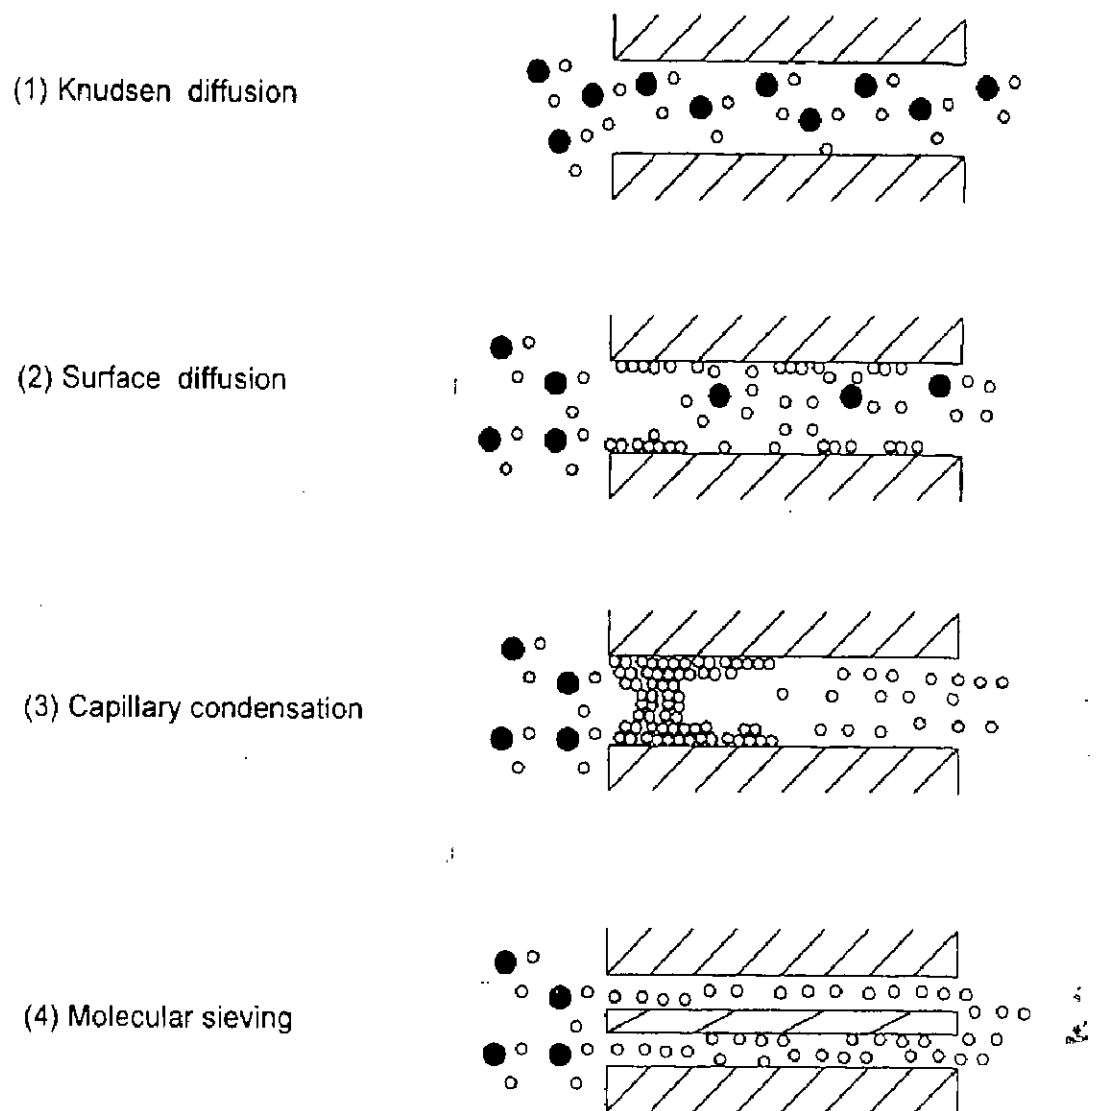 (1) Knudsen diffusion
(2) Surface diffusion
(3) Capillary condensation
(4) Molecular sieving